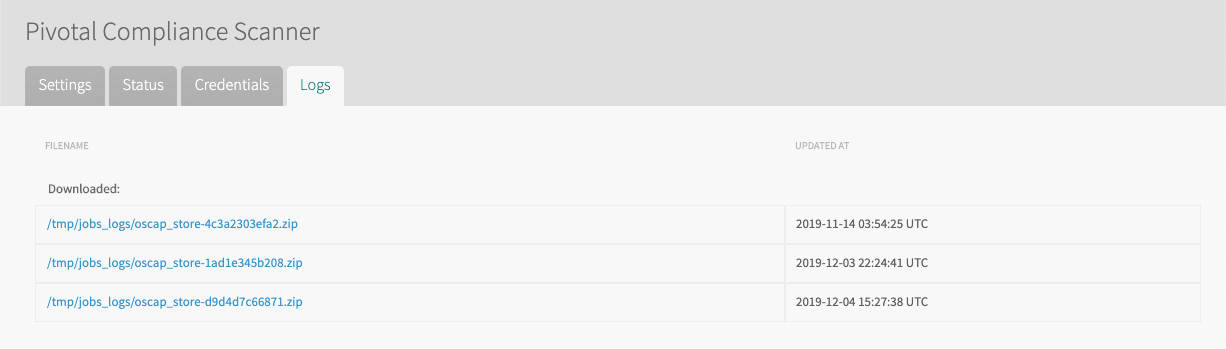 Pivotal Compliance Scanner
Settings Status Credentials Logs
FILENAME UPDATED AT
Downloaded:
/tmp/jobs_logs/oscap_store-4c3a2303efa2.zip 2019-11-14 03:54:25 UTC
/tmp/jobs_logs/oscap_store-1ad1e345b208.zip 2019-12-03 22:24:41 UTC
/tmp/jobs_logs/oscap_store-d9d4d7c66871.zip 2019-12-04 15:27:38 UTC